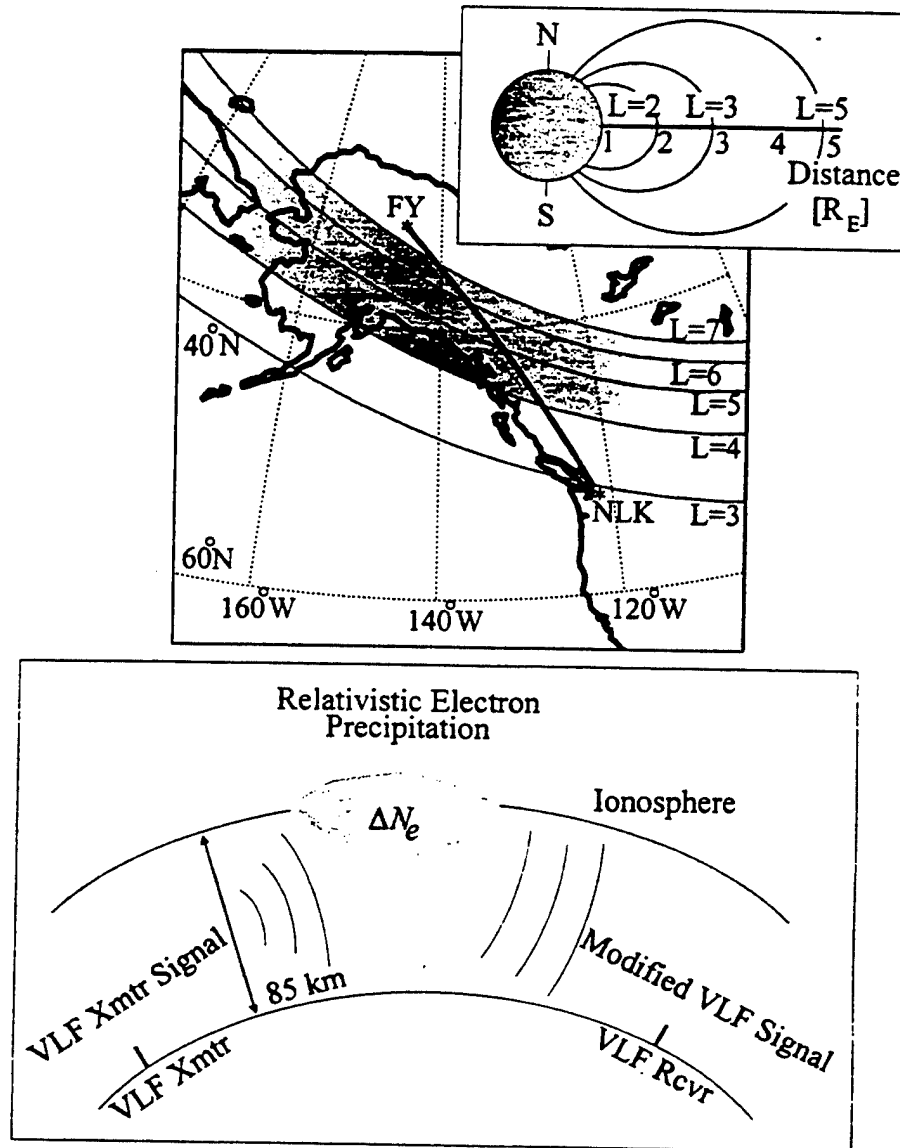 N
L=2 L=3 L=5
1 2 3 4 5
Distance
[R_E]
S
FY
40°N
L=7
L=6
L=5
L=4
NLK
L=3
60°N
160°W
140°W
120°W
Relativistic Electron
Precipitation
ΔN_e
Ionosphere
VLF Xmtr Signal
85 km
Modified VLF Signal
VLF Xmtr
VLF Rcvr